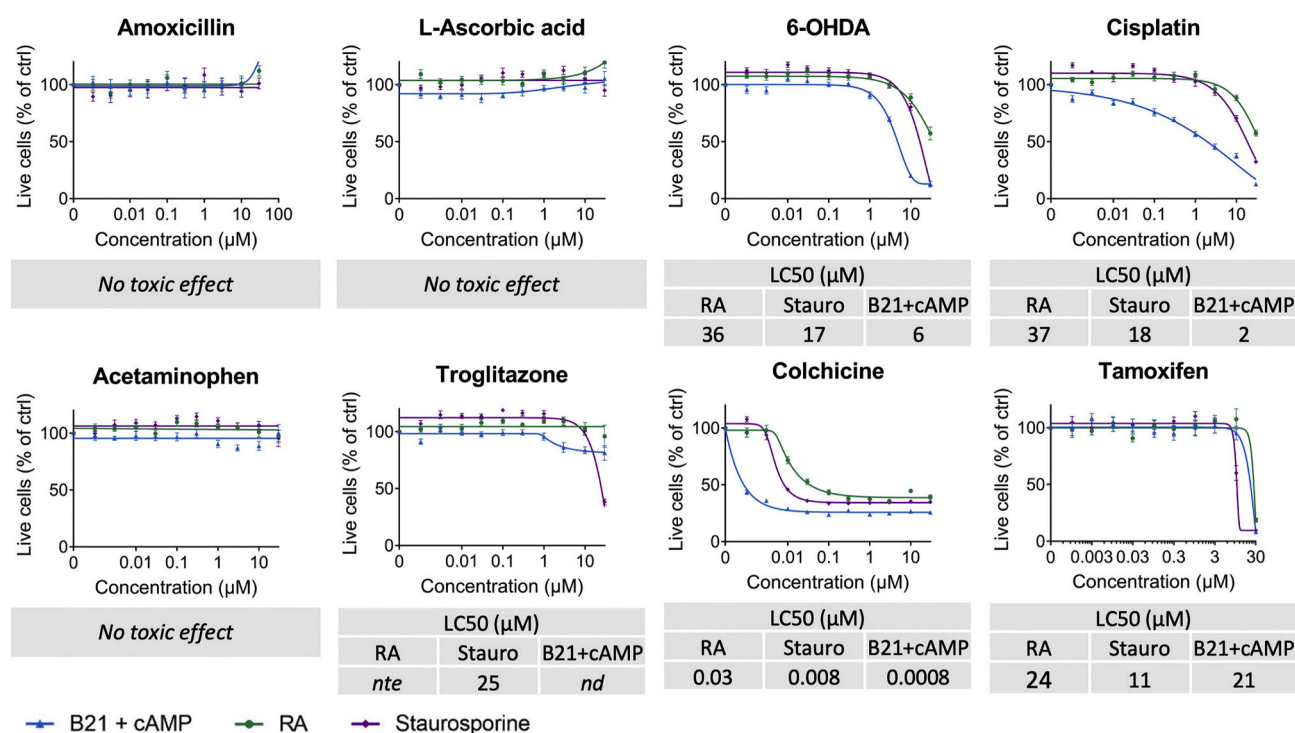 Amoxicillin
Live cells (% of ctrl)
100
50
0
0 0.01 0.1 1 10 100
Concentration (µM)
No toxic effect
L-Ascorbic acid
Live cells (% of ctrl)
100
50
0
0 0.01 0.1 1 10
Concentration (µM)
No toxic effect
6-OHDA
Live cells (% of ctrl)
100
50
0
0 0.01 0.1 1 10
Concentration (µM)
LC50 (µM)
RA Stauro B21+cAMP
36 17 6
Cisplatin
Live cells (% of ctrl)
100
50
0
0 0.01 0.1 1 10
Concentration (µM)
LC50 (µM)
RA Stauro B21+cAMP
37 18 2
Acetaminophen
Live cells (% of ctrl)
100
50
0
0 0.01 0.1 1 10
Concentration (µM)
No toxic effect
Troglitazone
Live cells (% of ctrl)
100
50
0
0 0.01 0.1 1 10
Concentration (µM)
LC50 (µM)
RA Stauro B21+cAMP
nte 25 nd
Colchicine
Live cells (% of ctrl)
100
50
0
0 0.01 0.1 1 10
Concentration (µM)
LC50 (µM)
RA Stauro B21+cAMP
0.03 0.008 0.0008
Tamoxifen
Live cells (% of ctrl)
100
50
0
0 0.003 0.03 0.3 3 30
Concentration (µM)
LC50 (µM)
RA Stauro B21+cAMP
24 11 21
B21 + cAMP RA Staurosporine